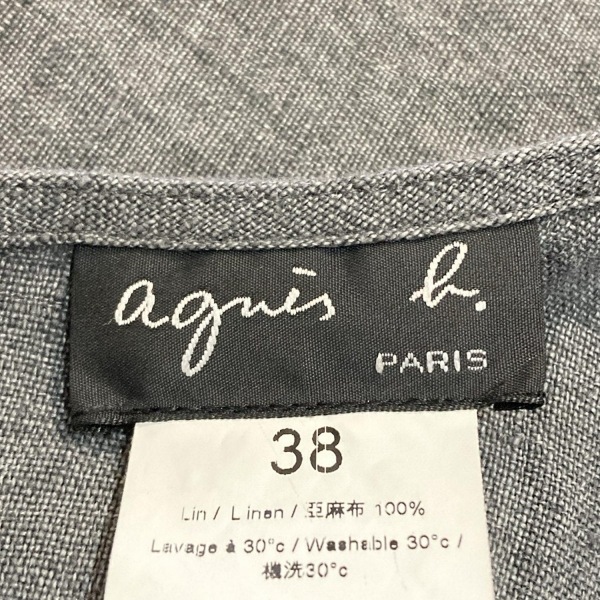 agnès b.
PARIS
38
Lin / Linen / 亞麻布 100%
Lavage à 30°c / Washable 30°c /
機洗30°c